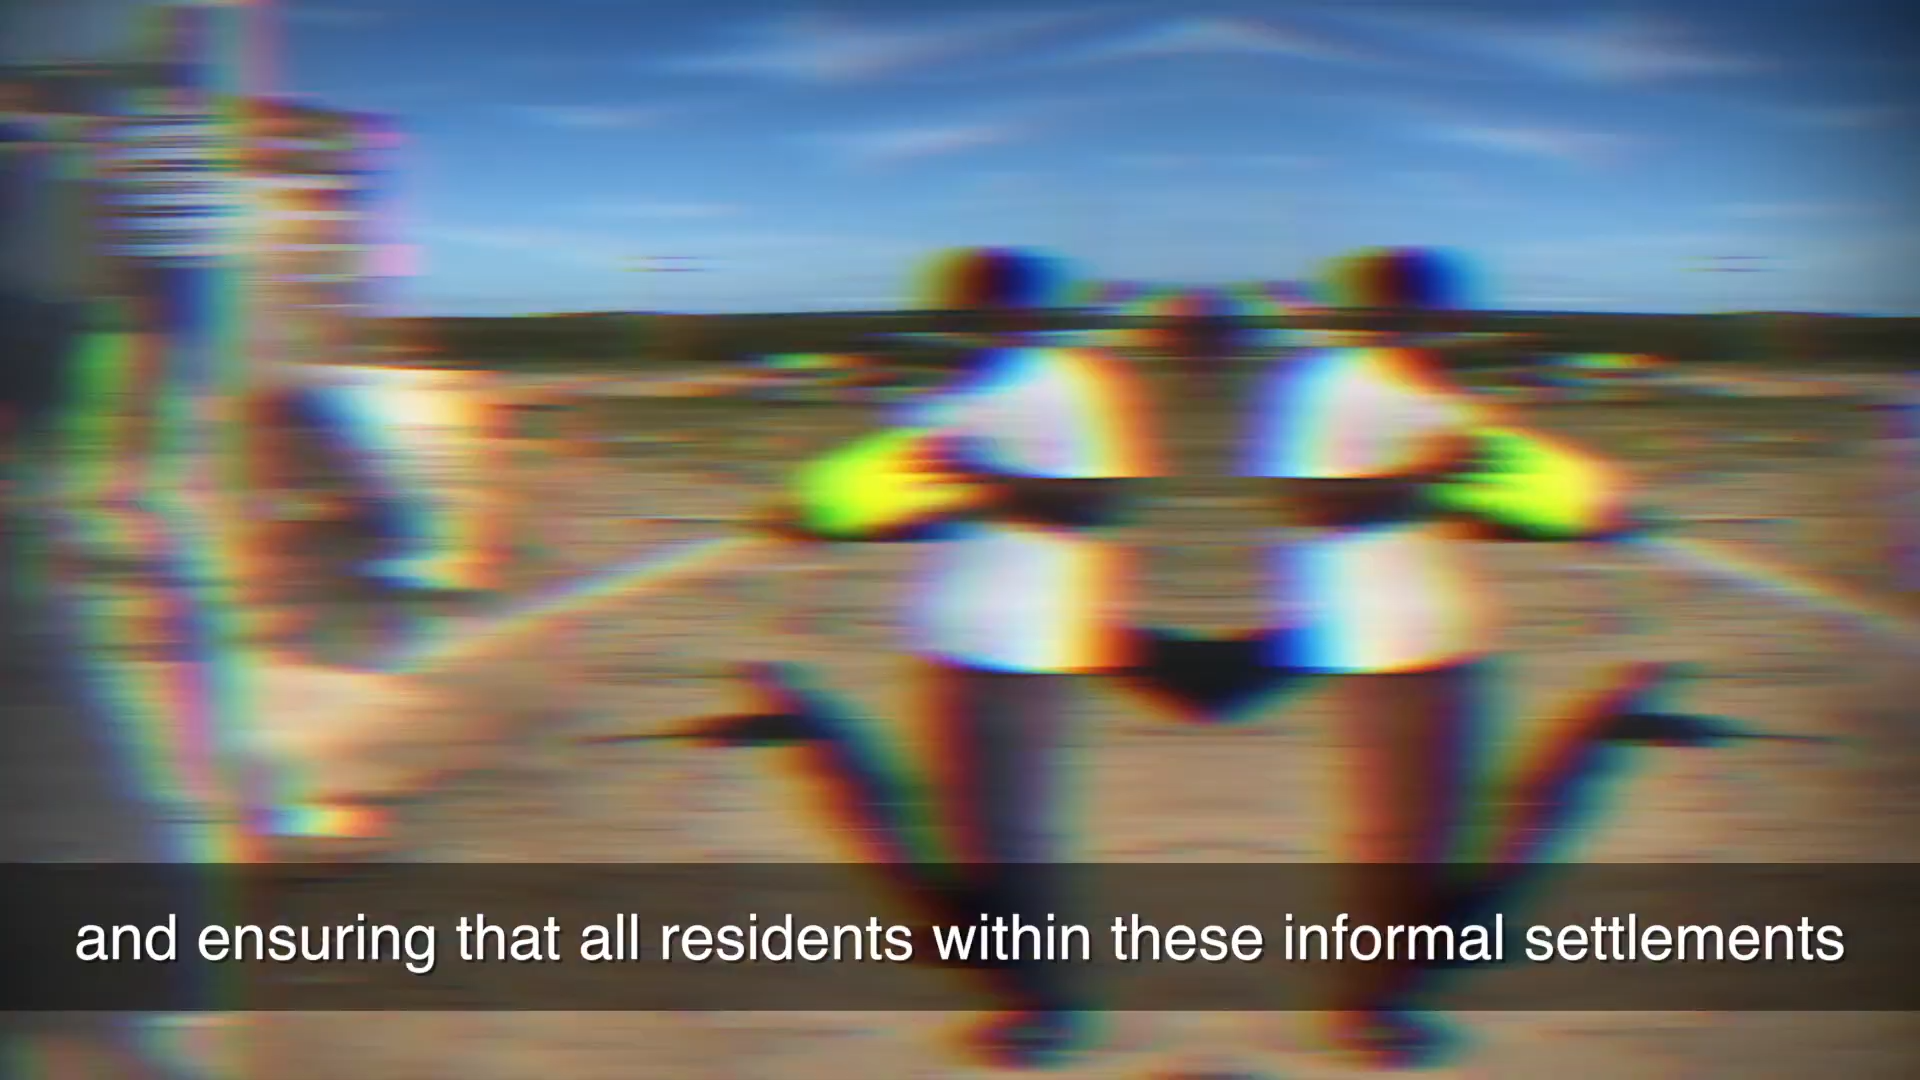 and ensuring that all residents within these informal settlements